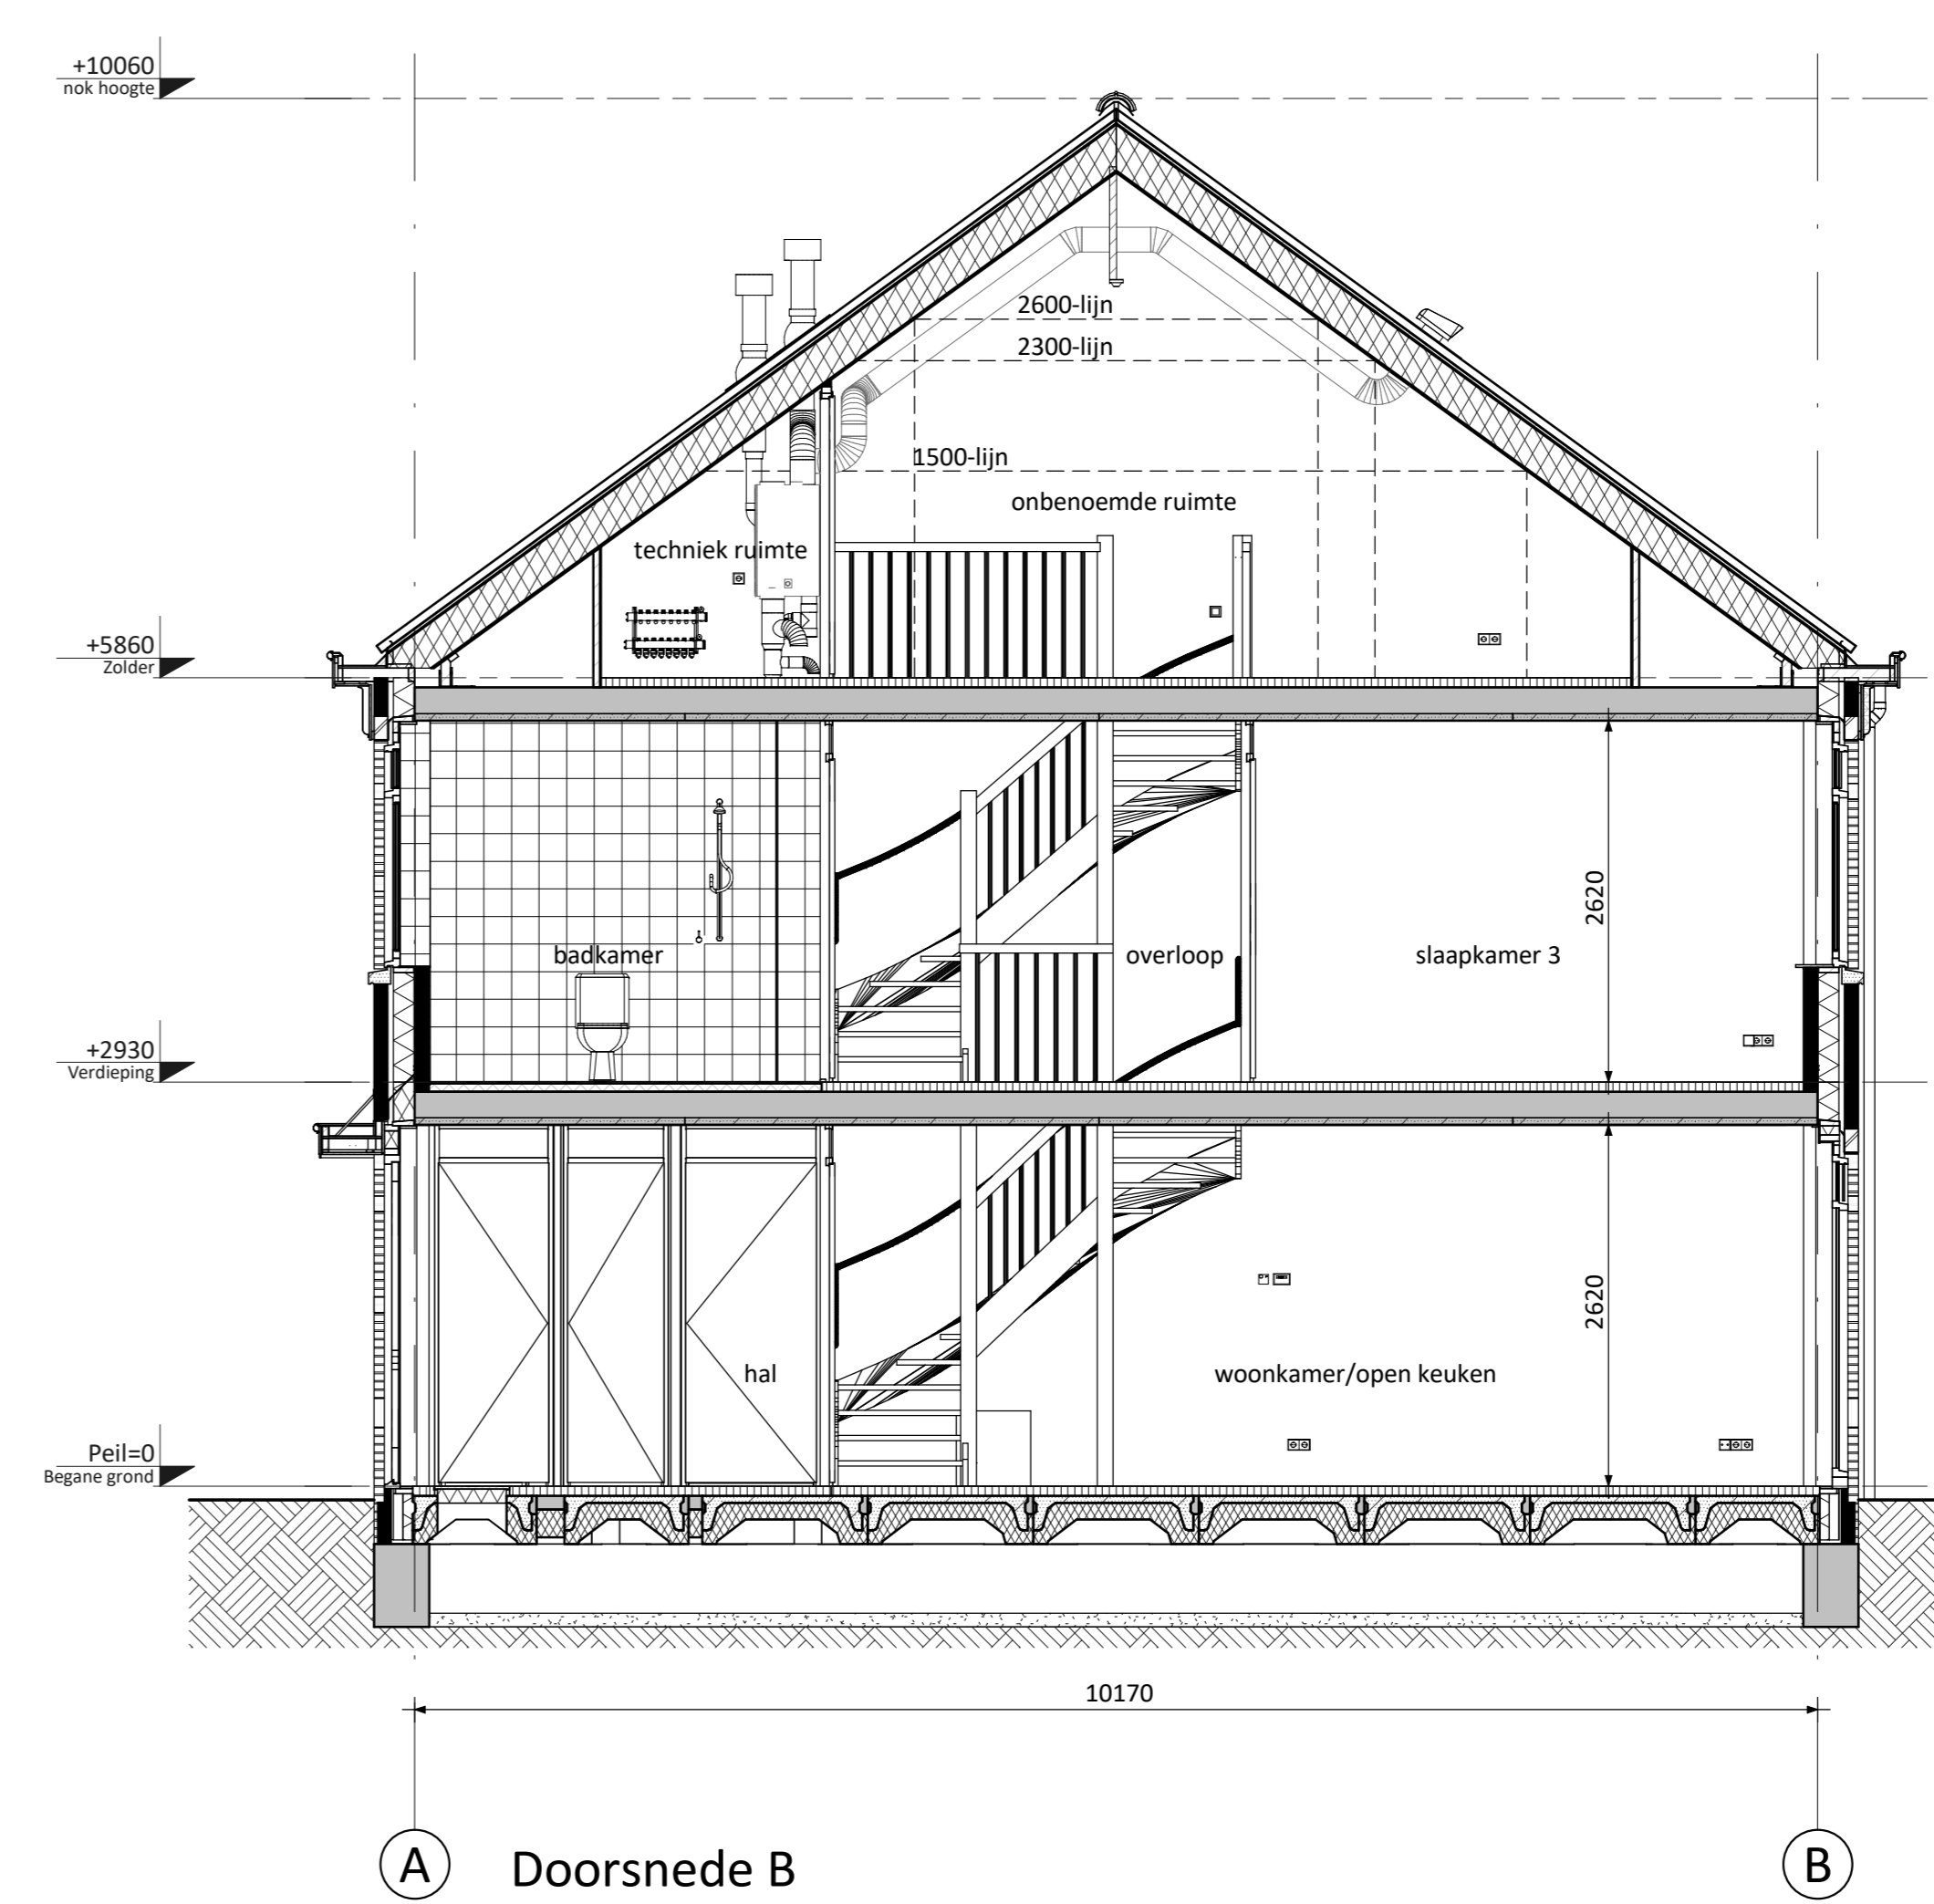 +10060
nok hoogte
2600-lijn
2300-lijn
1500-lijn
onbenoemde ruimte
techniek ruimte
+5860
Zolder
2620
badkamer
overloop
slaapkamer 3
+2930
Verdieping
2620
hal
woonkamer/open keuken
Peil=0
Begane grond
10170
A
Doorsnede B
B